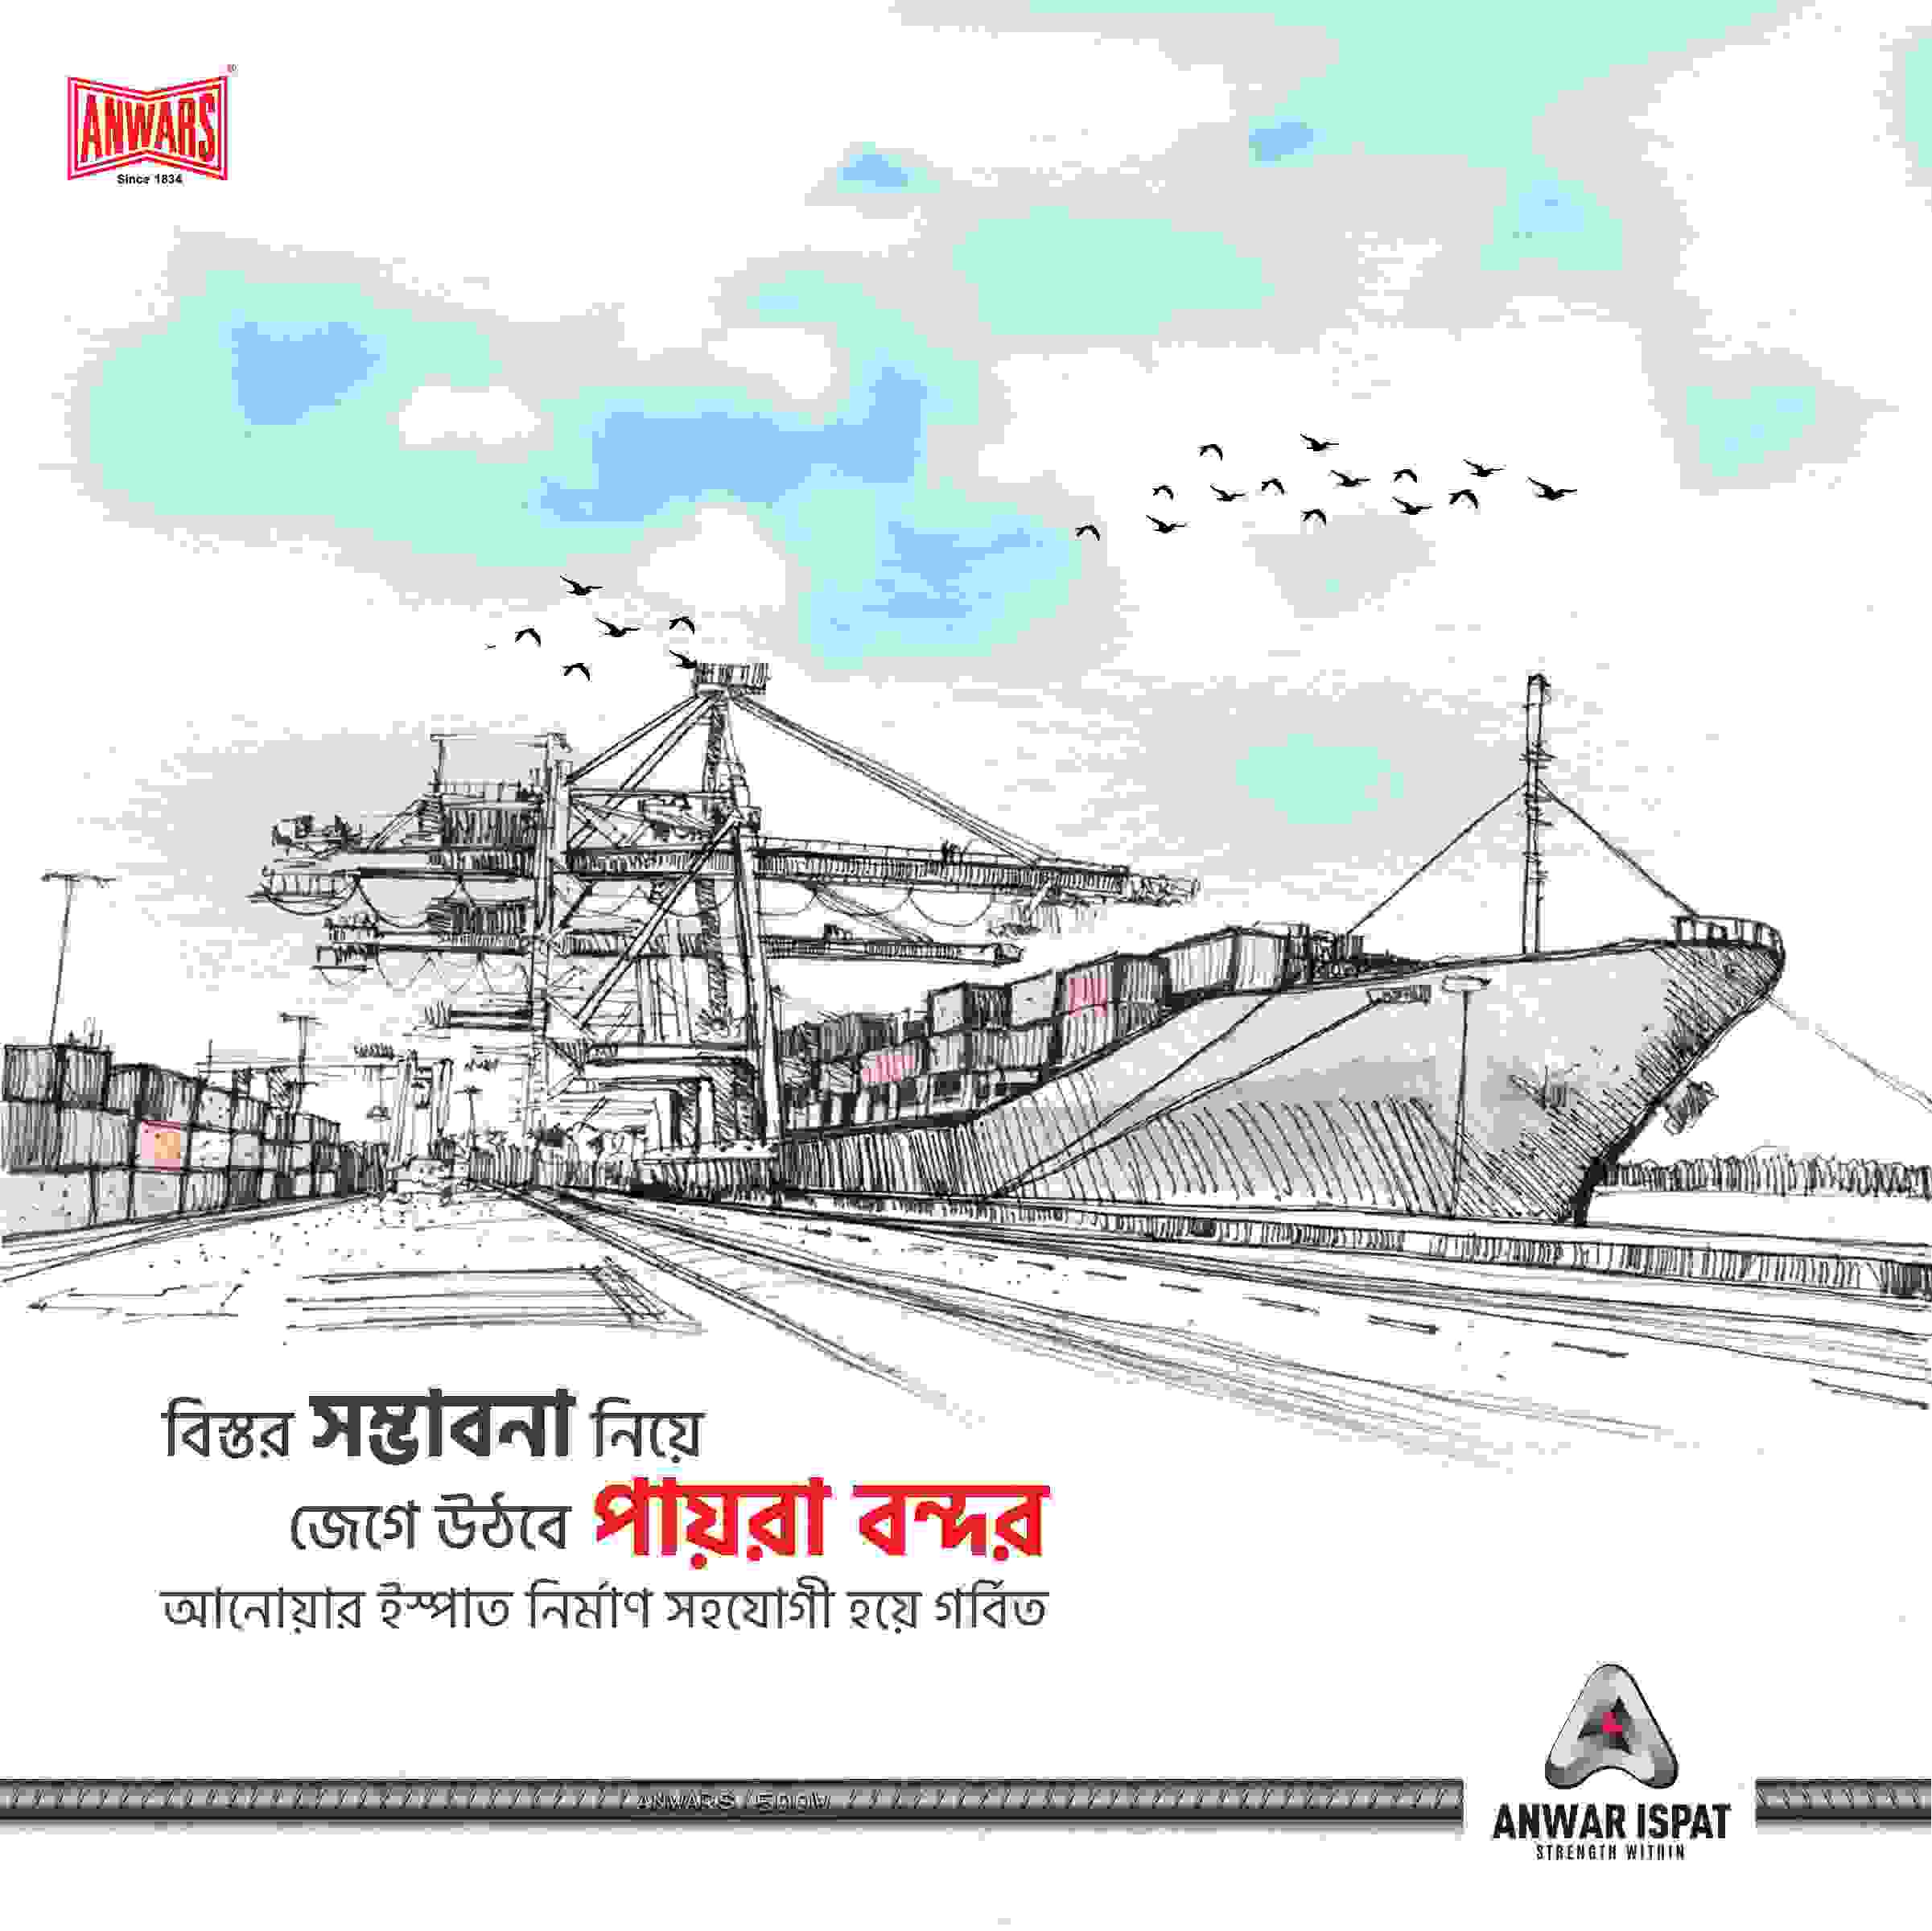 ANWARS
Since 1834
বিস্তর সম্ভাবনা নিয়ে
জেগে উঠবে পায়রা বন্দর
আনোয়ার ইস্পাত নির্মাণ সহযোগী হয়ে গর্বিত
ANWARS
ANWAR ISPAT
STRENGTH WITHIN